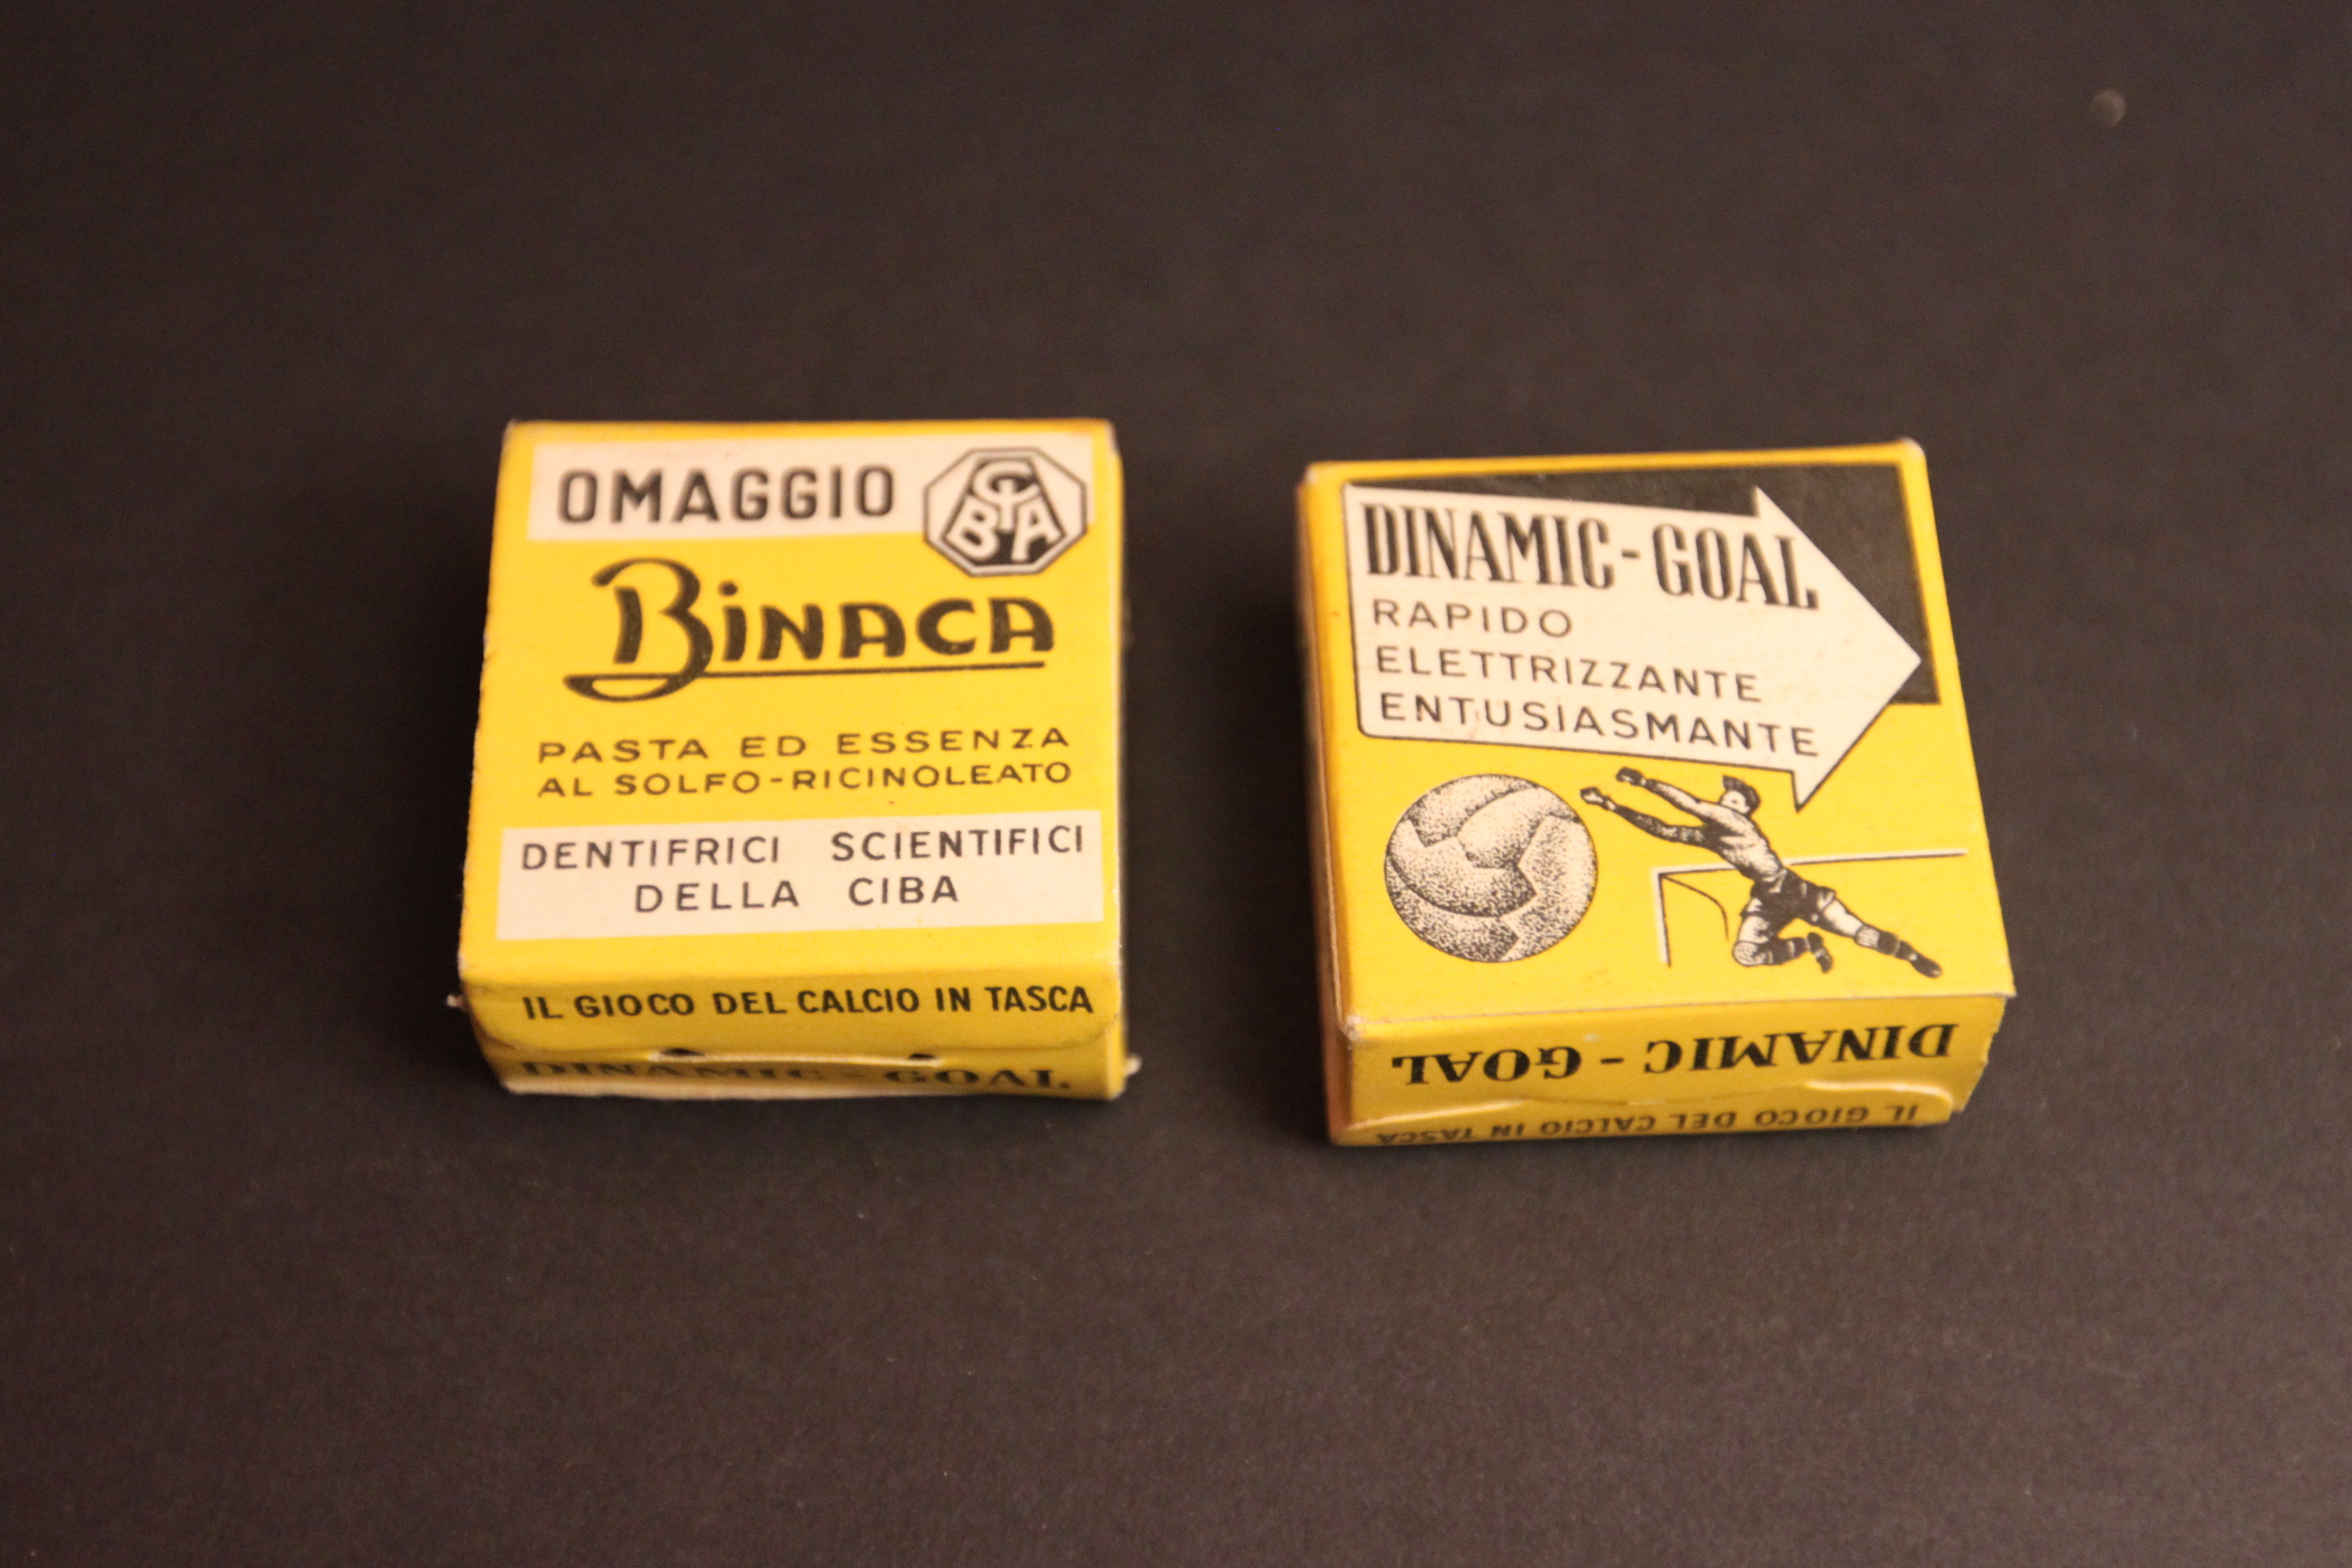 OMAGGIO
CIBA
Binaca
PASTA ED ESSENZA
AL SOLFO-RICINOLEATO
DENTIFRICI SCIENTIFICI
DELLA CIBA
IL GIOCO DEL CALCIO IN TASCA
DINAMIC GOAL
DINAMIC-GOAL
RAPIDO
ELETTRIZZANTE
ENTUSIASMANTE
DINAMIC - GOAL
IL GIOCO DEL CALCIO IN TASCA